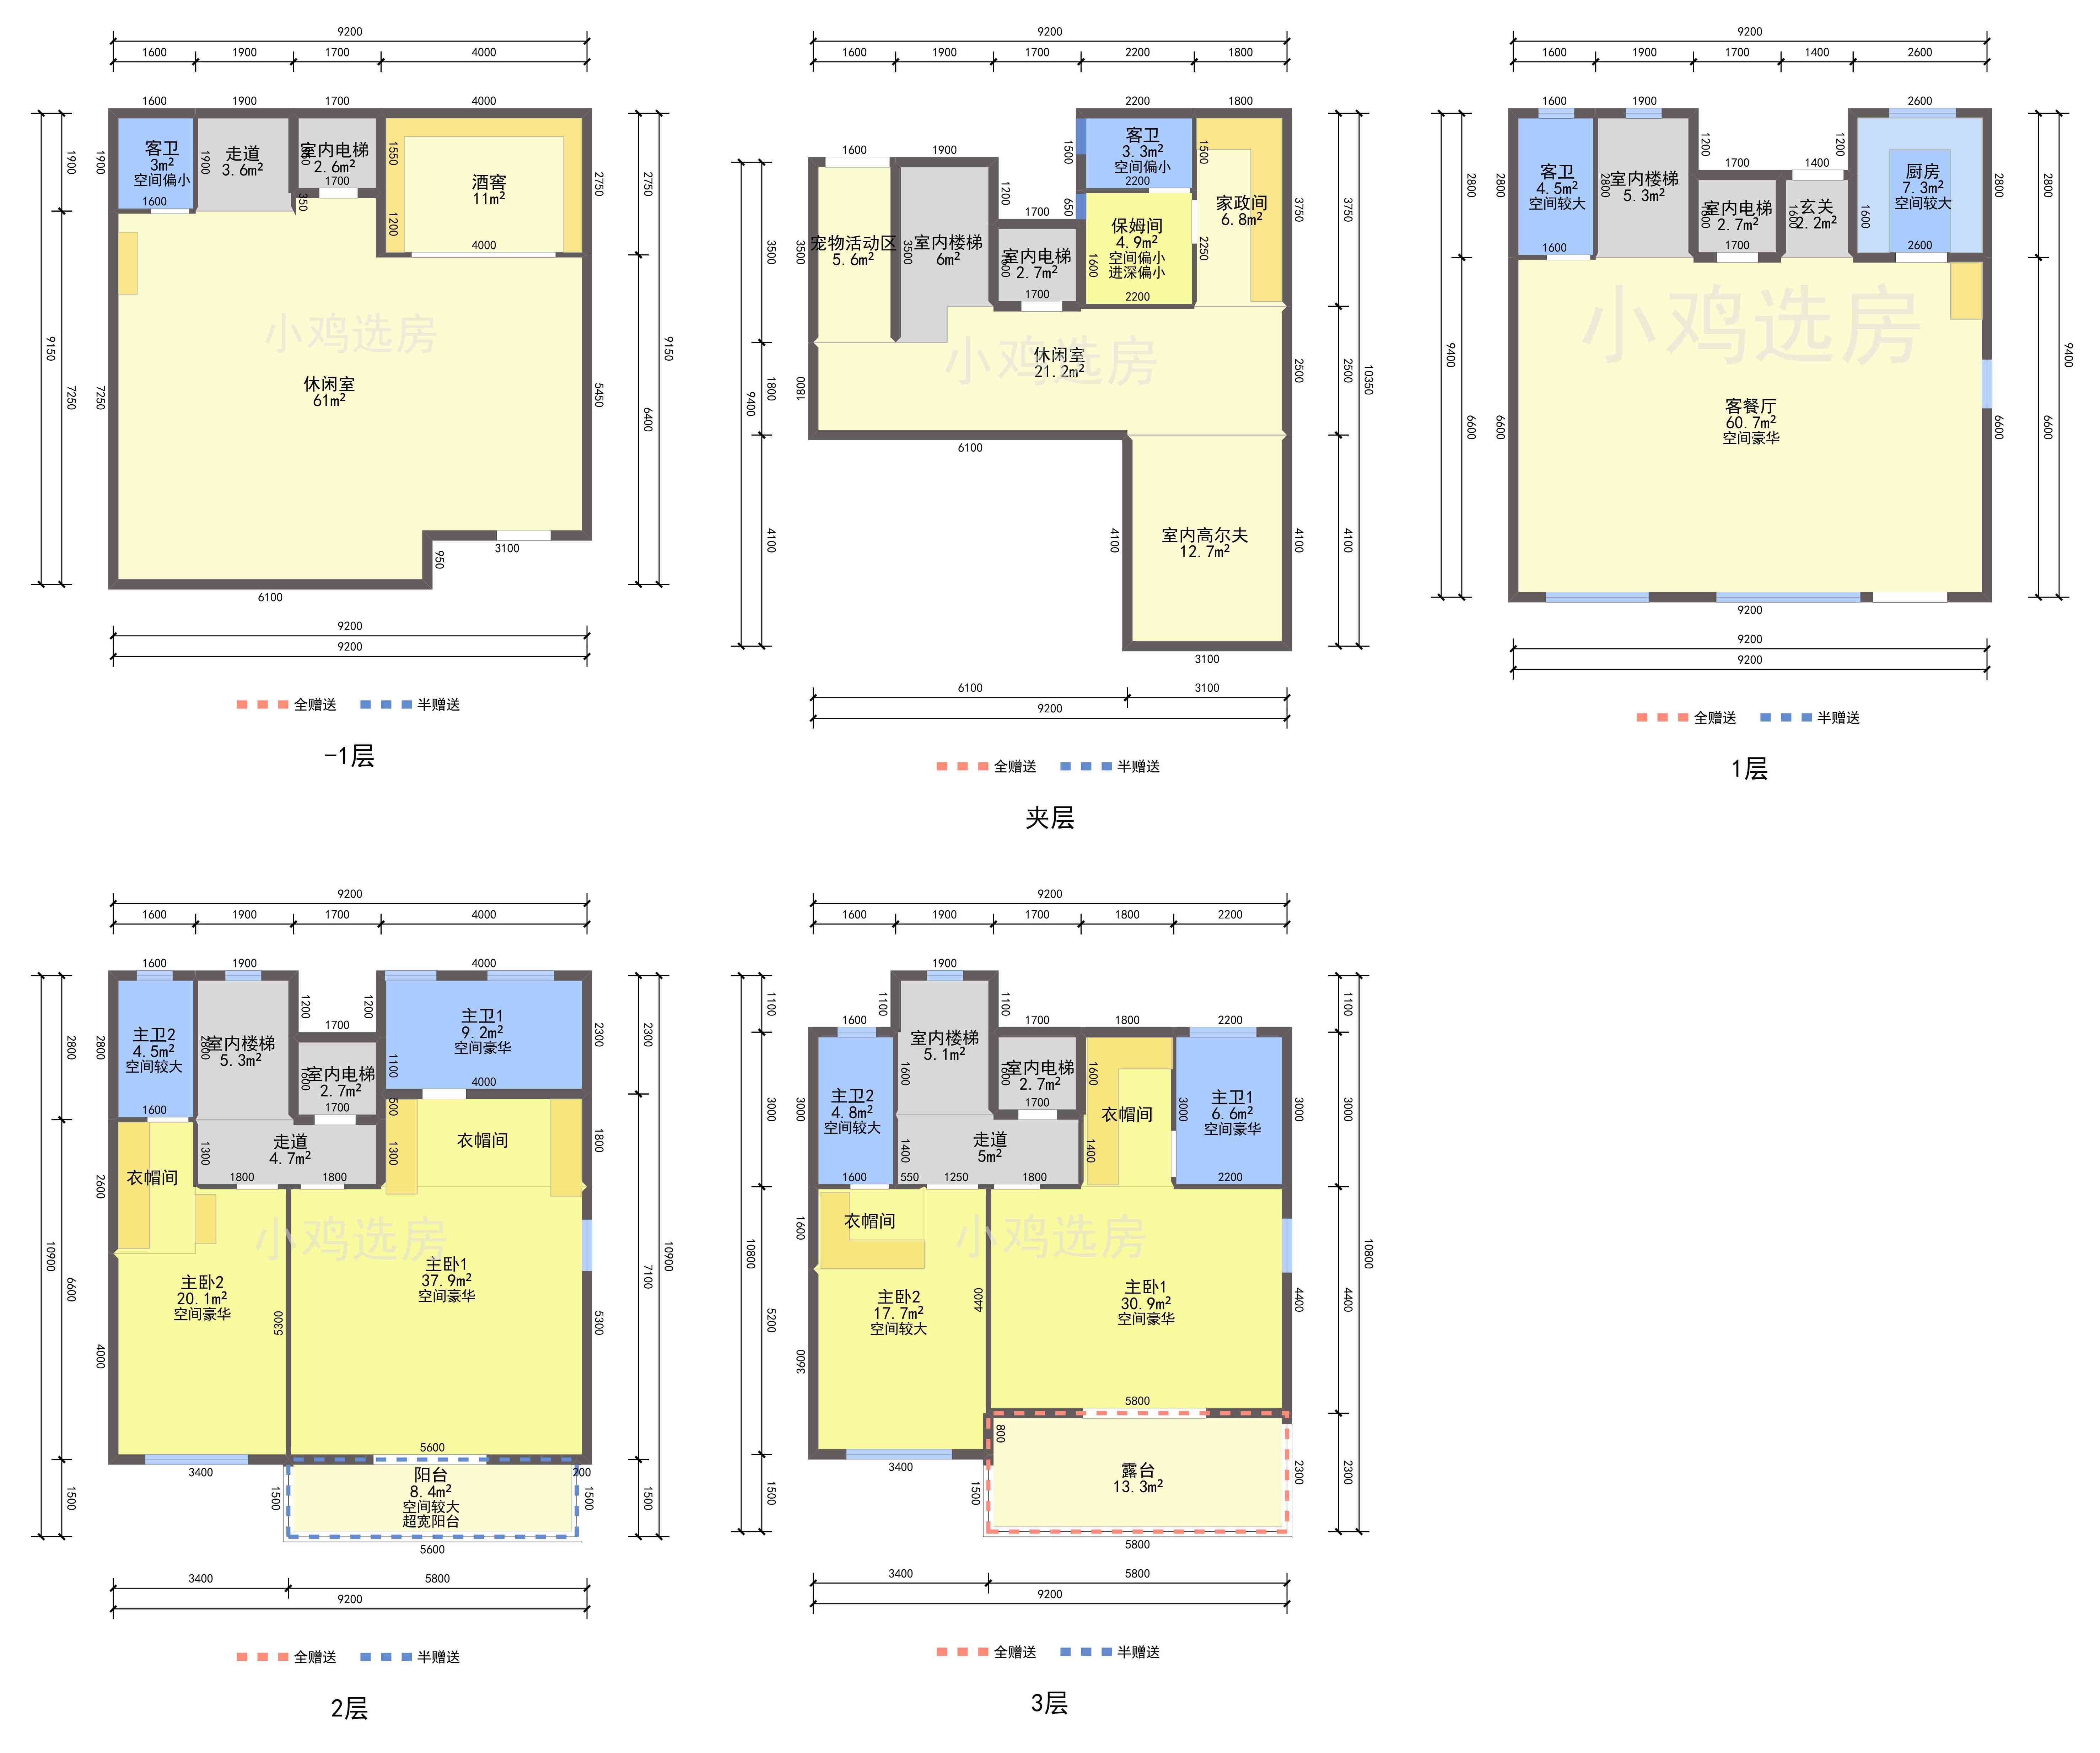 9200
1600 1900 1700 4000
1600 1900 1700 4000
客卫
3m²
空间偏小
1600
走道
3.6m²
室内电梯
2.6m²
1700
350
酒窖
11m²
4000
1550
1200
1900
1900
1900
2750
2750
9150
7250
7250
休闲室
61m²
小鸡选房
5450
6400
9150
3100
950
6100
9200
9200
全赠送 半赠送
-1层
9200
1600 1900 1700 2200 1800
2200 1800
1600 1900
客卫
3.3m²
空间偏小
2200
1500
1500
1200
650
1700
家政间
6.8m²
2250
保姆间
4.9m²
空间偏小
进深偏小
2200
1600
宠物活动区
5.6m²
室内楼梯
6m²
3500
3500
3500
室内电梯
2.7m²
1700
3750
3750
休闲室
21.2m²
小鸡选房
1800
1800
9400
2500
2500
10350
6100
4100
4100
4100
4100
室内高尔夫
12.7m²
3100
6100 3100
9200
全赠送 半赠送
夹层
9200
1600 1900 1700 1400 2600
1600 1900 2600
1200
1200
1700 1400
客卫
4.5m²
空间较大
1600
室内楼梯
5.3m²
2800
室内电梯
2.7m²
1700
玄关
2.2m²
1600
厨房
7.3m²
空间较大
2600
2800
2800
2800
2800
小鸡选房
客餐厅
60.7m²
空间豪华
9400
6600
6600
6600
6600
9400
9200
9200
9200
全赠送 半赠送
1层
9200
1600 1900 1700 4000
1600 1900 4000
1200
1200
1700
主卫2
4.5m²
空间较大
1600
室内楼梯
5.3m²
室内电梯
2.7m²
1700
主卫1
9.2m²
空间豪华
4000
1100
2800
2800
2300
2300
走道
4.7m²
1300
1800 1800
1300
衣帽间
衣帽间
1800
2600
小鸡选房
主卧2
20.1m²
空间豪华
主卧1
37.9m²
空间豪华
5300
5300
4000
10900
6600
7100
10900
3400
5600
200
阳台
8.4m²
空间较大
超宽阳台
1500
1500
1500
1500
5600
3400 5800
9200
全赠送 半赠送
2层
9200
1600 1900 1700 1800 2200
1900
1100
1100
1100
1100
1600 1700 1800 2200
主卫2
4.8m²
空间较大
1600
室内楼梯
5.1m²
1600
室内电梯
2.7m²
1700
1600
衣帽间
1400
主卫1
6.6m²
空间豪华
2200
3000
3000
3000
3000
3000
走道
5m²
1400
550 1250 1800
衣帽间
1600
小鸡选房
主卧2
17.7m²
空间较大
主卧1
30.9m²
空间豪华
4400
4400
4400
3600
5200
10800
10800
5800
800
3400
露台
13.3m²
1500
1500
2300
2300
5800
3400 5800
9200
全赠送 半赠送
3层